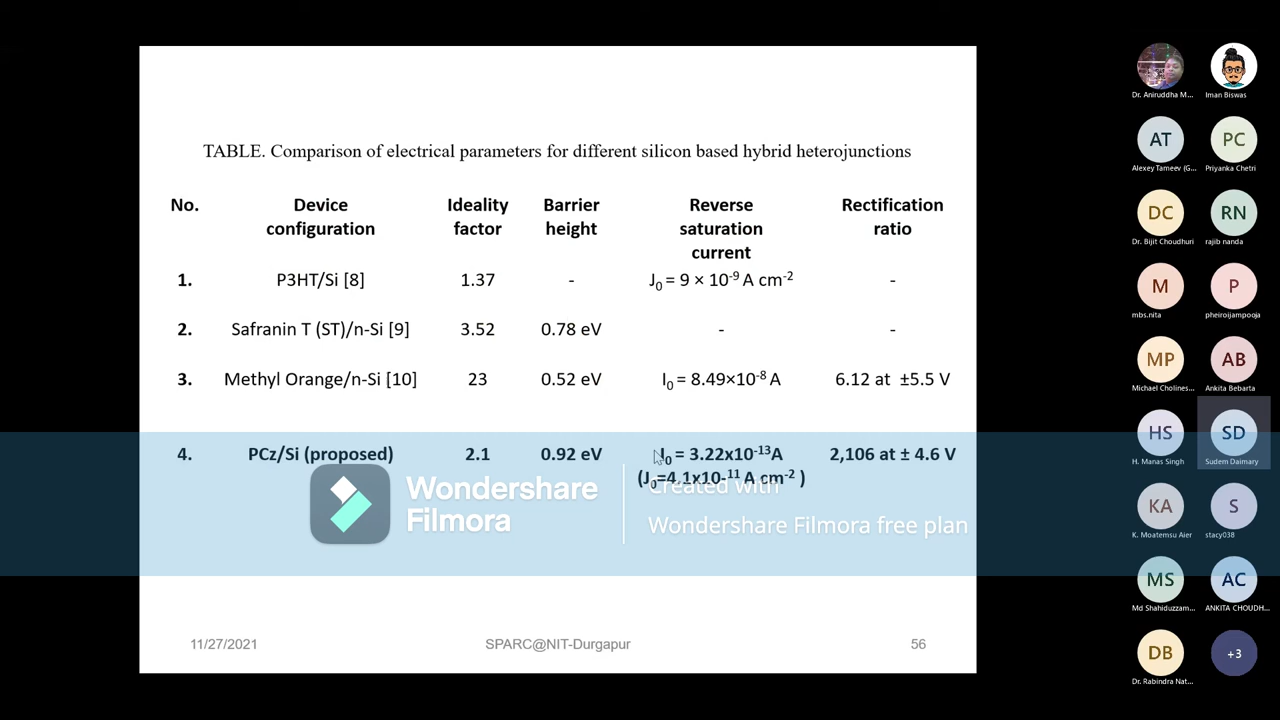 TABLE. Comparison of electrical parameters for different silicon based hybrid heterojunctions
No. Device configuration Ideality factor Barrier height Reverse saturation current Rectification ratio
1. P3HT/Si [8] 1.37 - J₀ = 9 × 10⁻⁹ A cm⁻² -
2. Safranin T (ST)/n-Si [9] 3.52 0.78 eV - -
3. Methyl Orange/n-Si [10] 23 0.52 eV I₀ = 8.49×10⁻⁸ A 6.12 at ±5.5 V
4. PCz/Si (proposed) 2.1 0.92 eV I₀ = 3.22x10⁻¹³A 2,106 at ± 4.6 V
(J₀=4.1x10⁻¹¹ A cm⁻² )
Wondershare
Filmora
Created with
Wondershare Filmora free plan
11/27/2021 SPARC@NIT-Durgapur 56
Dr. Aniruddha M... Iman Biswas
AT PC
Alexey Tameev (G... Priyanka Chetri
DC RN
Dr. Bijit Choudhuri rajib nanda
M P
mbs.nita pheiroijampooja
MP AB
Michael Cholines... Ankita Bebarta
HS SD
H. Manas Singh Sudem Daimary
KA S
K. Moatemsu Aier stacy038
MS AC
Md Shahiduzzam... ANKITA CHOUDH...
DB +3
Dr. Rabindra Nat...